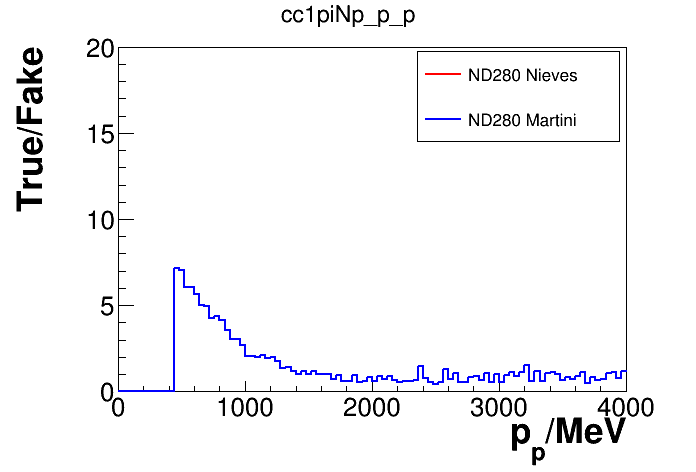 cc1piNp_p_p
True/Fake
20
15
10
5
0
ND280 Nieves
ND280 Martini
0 1000 2000 3000 4000
p_p/MeV